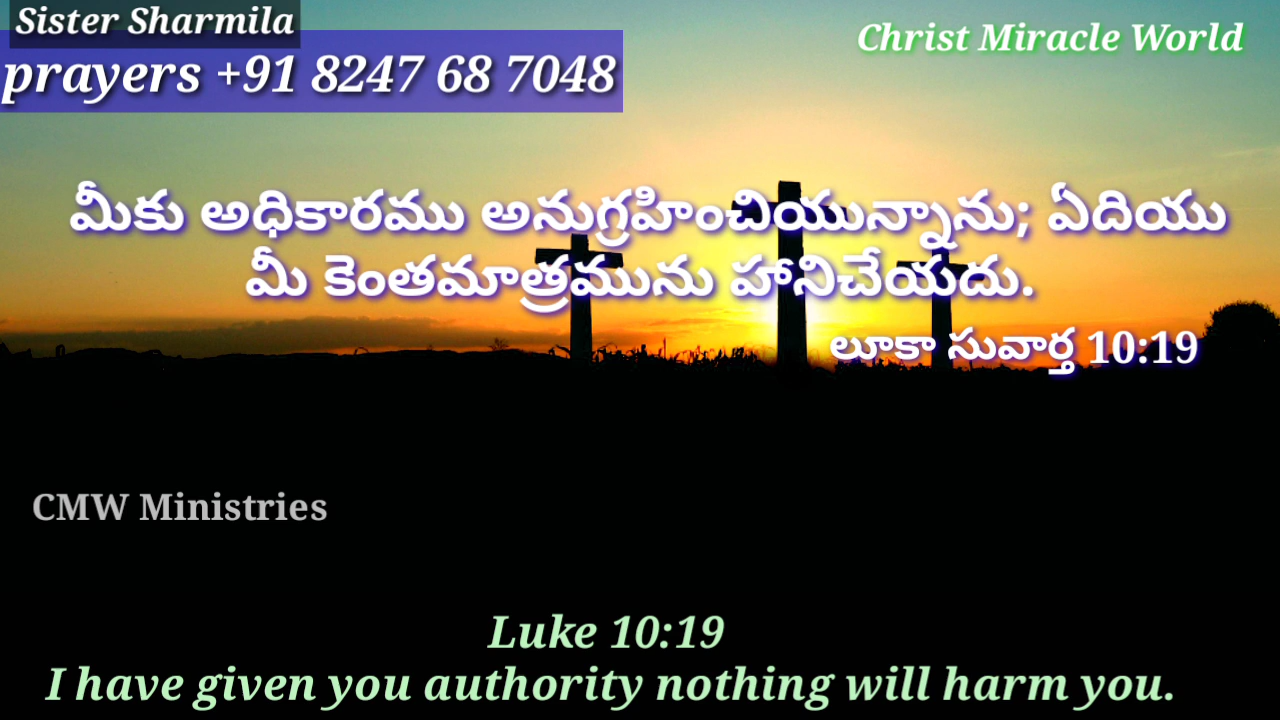 Sister Sharmila
Christ Miracle World
prayers +91 8247 68 7048
మీకు అధికారము అనుగ్రహించియున్నాను; ఏదియు
మీ కెంతమాత్రమును హానిచేయదు.
లూకా సువార్త 10:19
CMW Ministries
Luke 10:19
I have given you authority nothing will harm you.